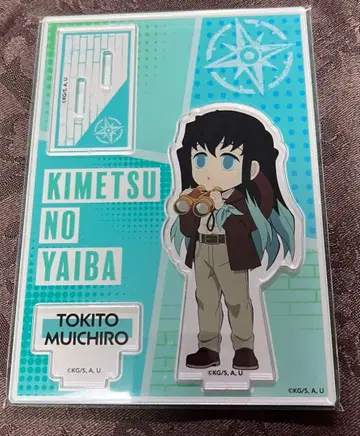 ©KG/S, A, U
KIMETSU
NO
YAIBA
TOKITO
MUICHIRO
©KG/S, A, U
©KG/S, A, U